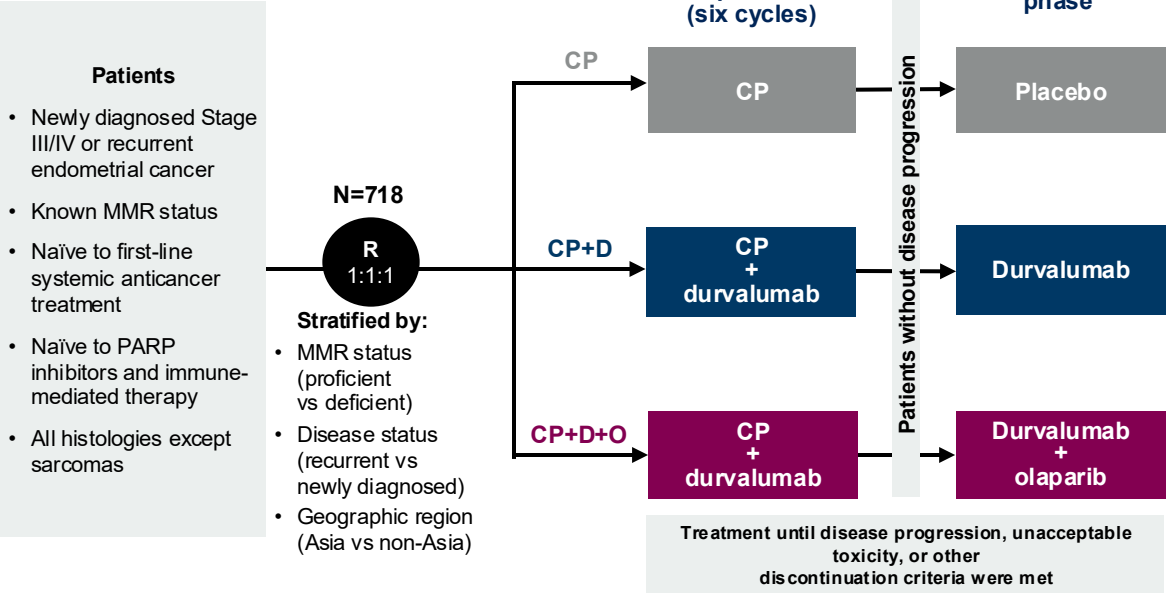 (six cycles)
phase
Patients
• Newly diagnosed Stage
III/IV or recurrent
endometrial cancer
• Known MMR status
• Naïve to first-line
systemic anticancer
treatment
• Naïve to PARP
inhibitors and immune-
mediated therapy
• All histologies except
sarcomas
N=718
R
1:1:1
Stratified by:
• MMR status
(proficient
vs deficient)
• Disease status
(recurrent vs
newly diagnosed)
• Geographic region
(Asia vs non-Asia)
CP
CP
Patients without disease progression
Placebo
CP+D
CP
+
durvalumab
Durvalumab
CP+D+O
CP
+
durvalumab
Durvalumab
+
olaparib
Treatment until disease progression, unacceptable
toxicity, or other
discontinuation criteria were met